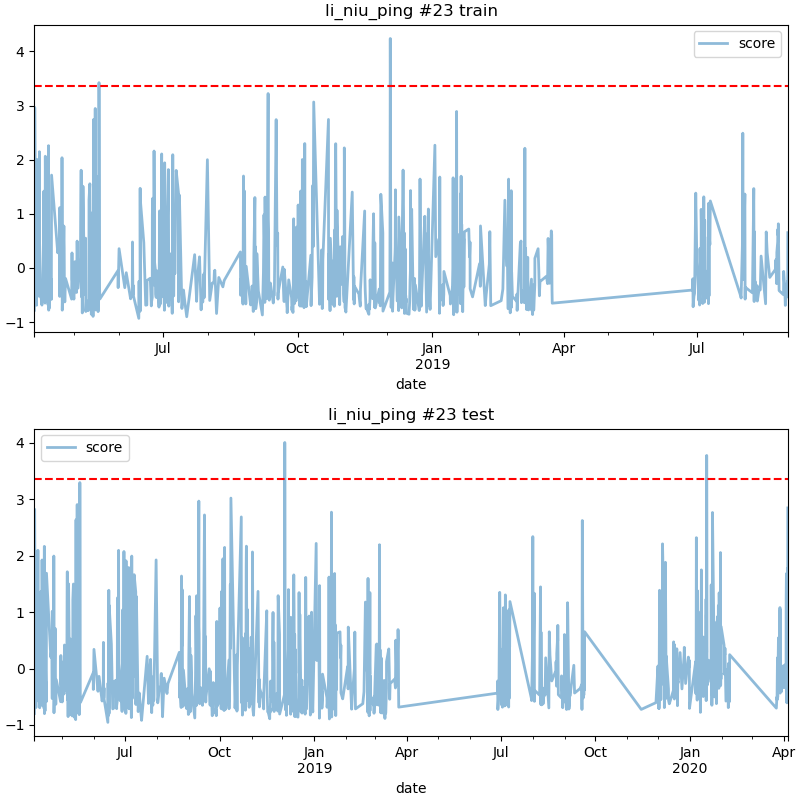 li_niu_ping #23 train
score
4
3
2
1
0
−1
Jul
Oct
Jan
2019
Apr
Jul
date
li_niu_ping #23 test
score
4
3
2
1
0
−1
Jul
Oct
Jan
2019
Apr
Jul
Oct
Jan
2020
Apr
date